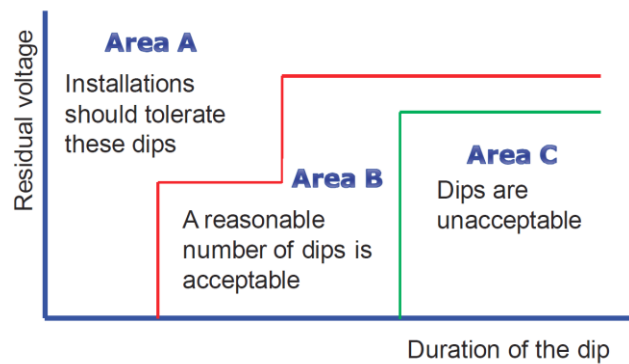 Residual voltage
Area A
Installations
should tolerate
these dips
Area B
A reasonable
number of dips is
acceptable
Area C
Dips are
unacceptable
Duration of the dip